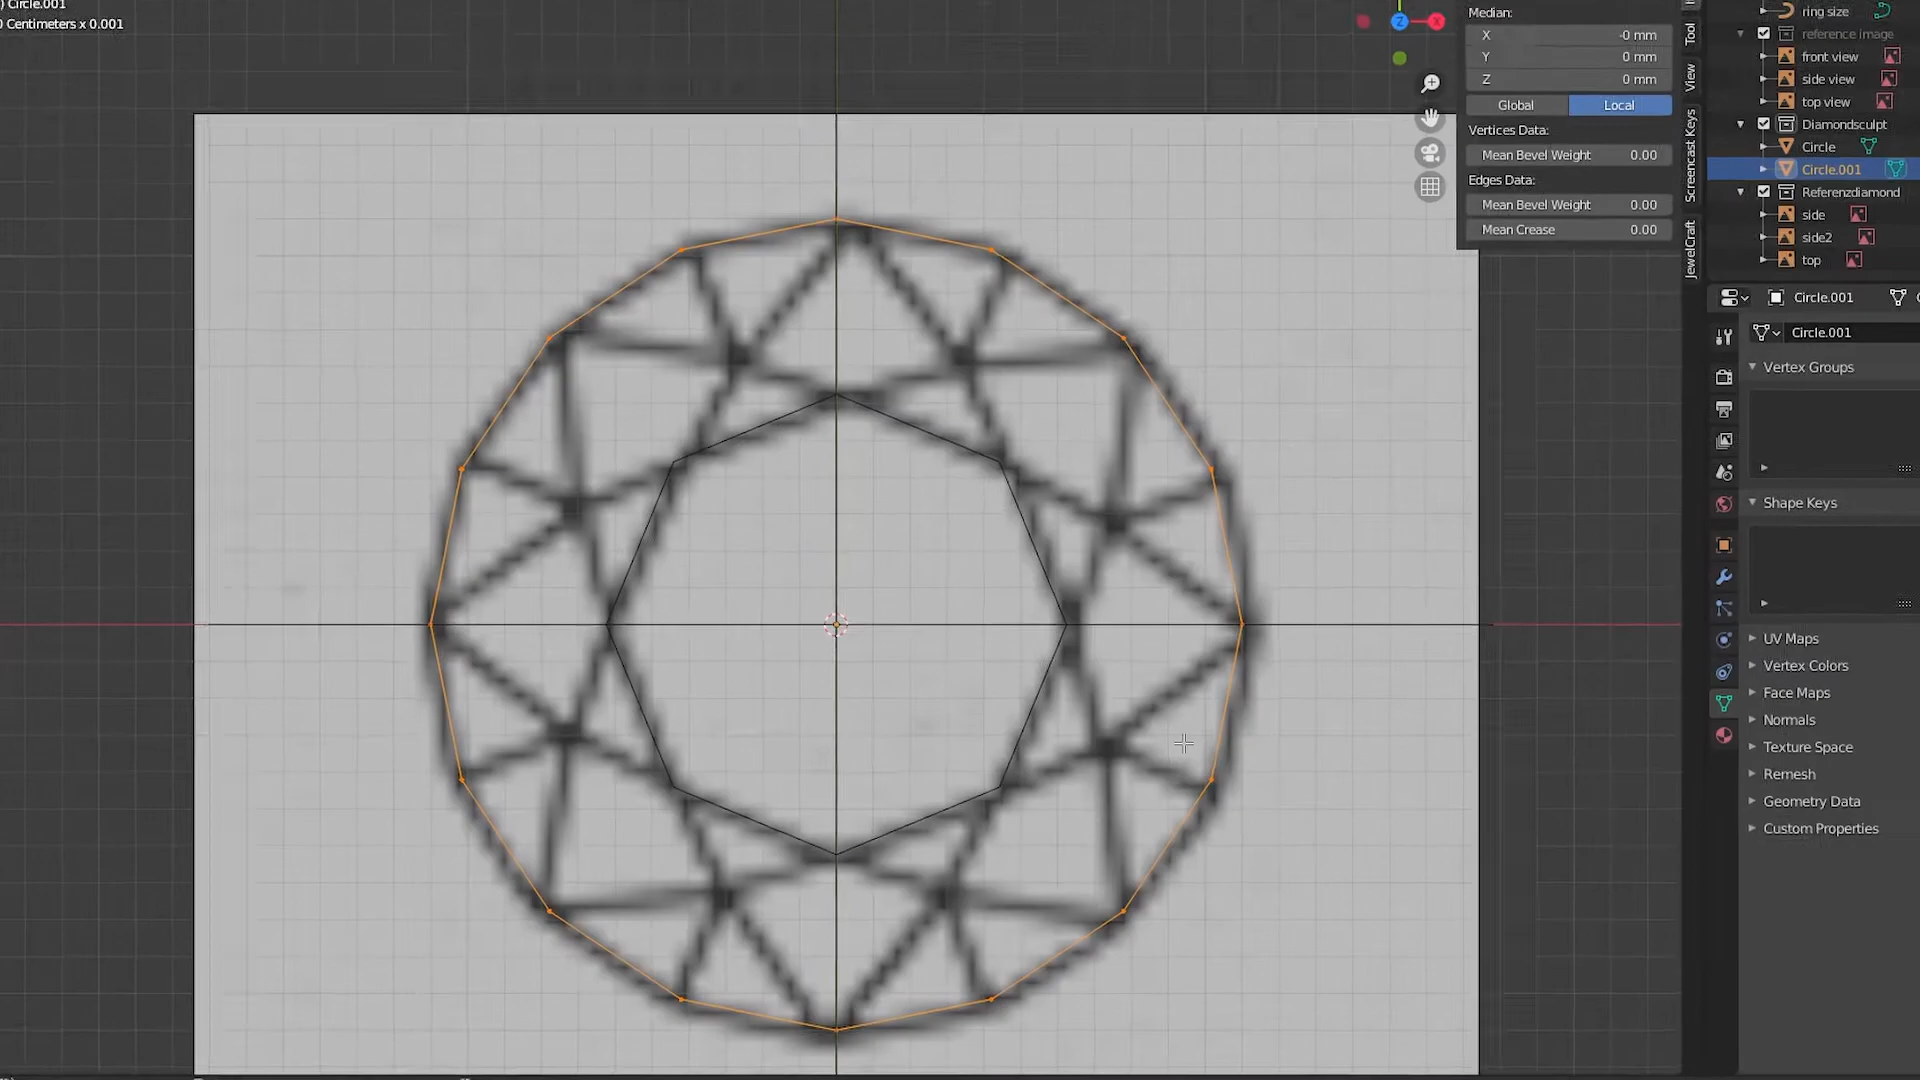 ) Circle.001
) Centimeters x 0.001
Z
X
Median:
X -0 mm
Y 0 mm
Z 0 mm
Global Local
Vertices Data:
Mean Bevel Weight 0.00
Edges Data:
Mean Bevel Weight 0.00
Mean Crease 0.00
Tool
View
Screencast Keys
JewelCraft
ring size
reference image
front view
side view
top view
Diamondsculpt
Circle
Circle.001
Referenzdiamond
side
side2
top
Circle.001
Circle.001
Vertex Groups
Shape Keys
UV Maps
Vertex Colors
Face Maps
Normals
Texture Space
Remesh
Geometry Data
Custom Properties